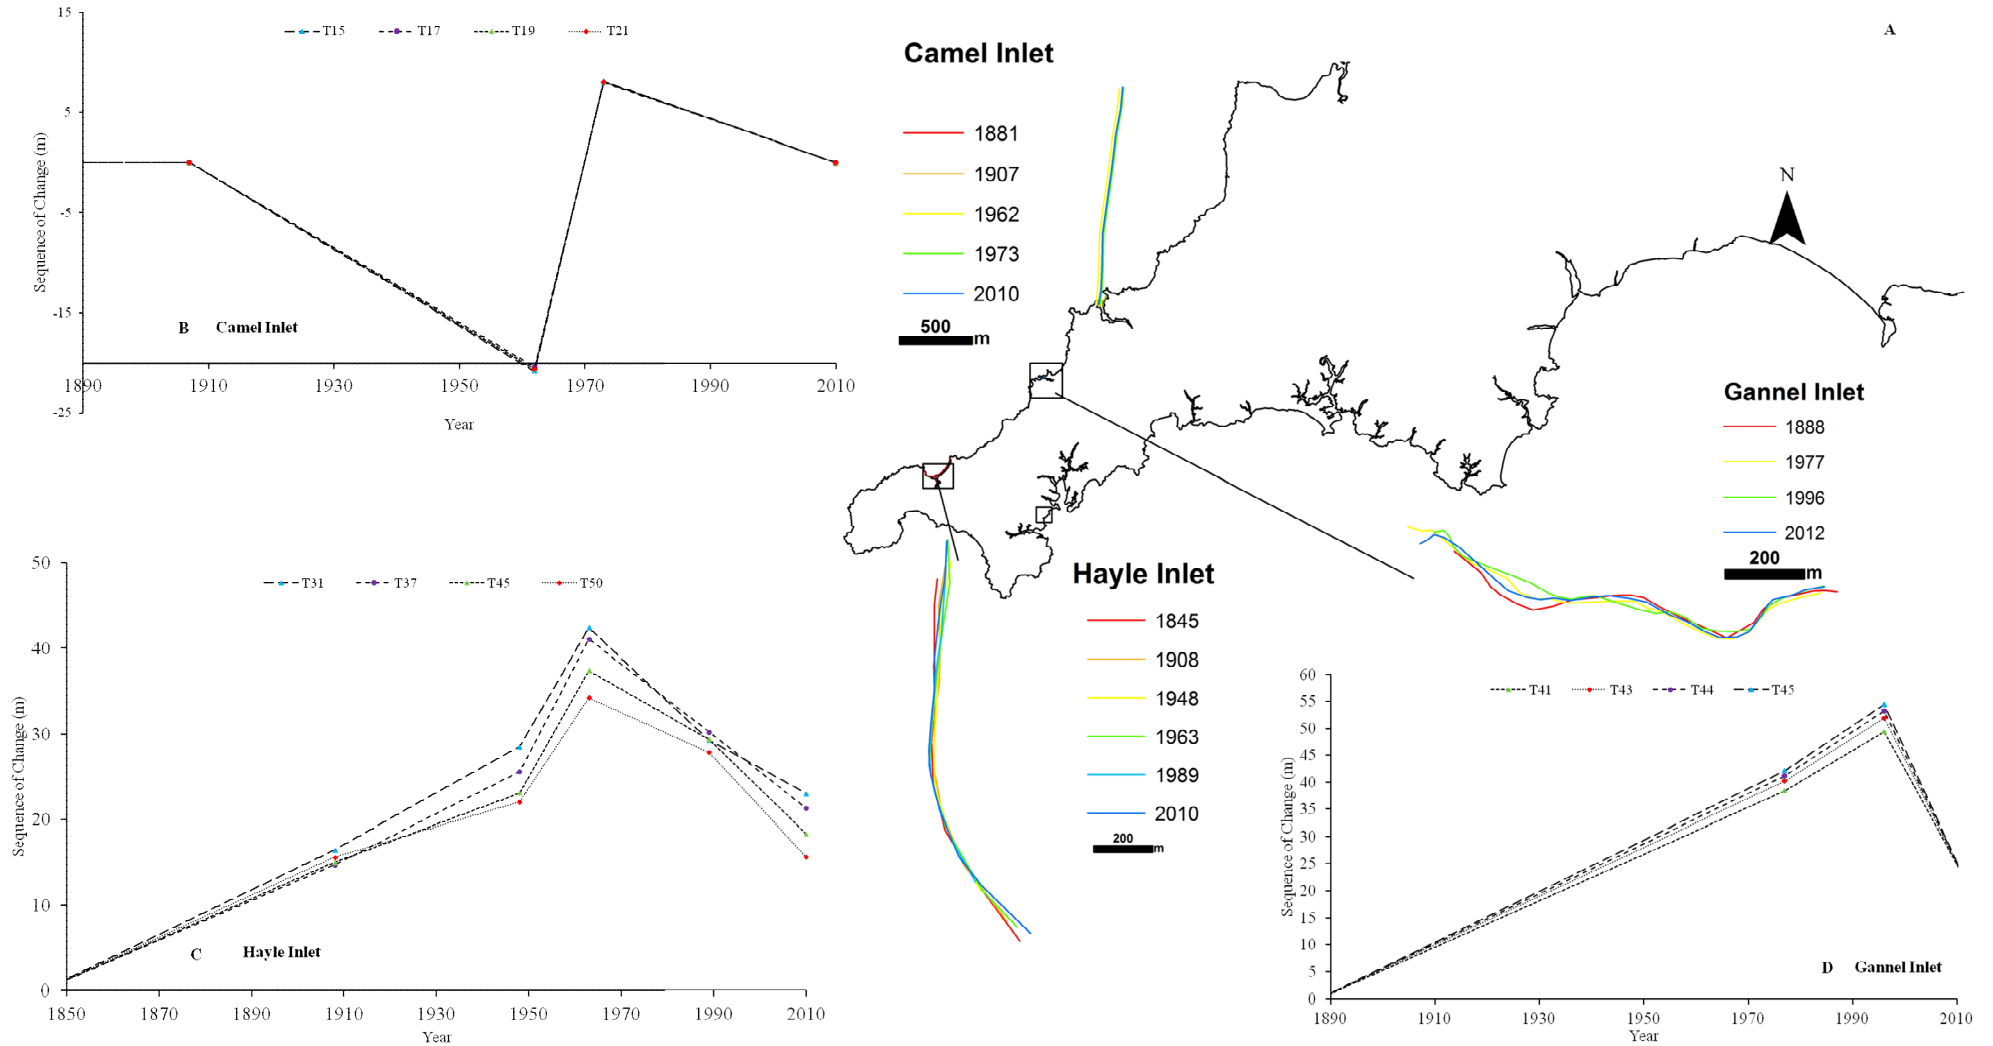 A
15
5
-5
-15
-25
Sequence of Change (m)
T15 T17 T19 T21
B Camel Inlet
1890 1910 1930 1950 1970 1990 2010
Year
Camel Inlet
1881
1907
1962
1973
2010
500 m
N
Gannel Inlet
1888
1977
1996
2012
200 m
Hayle Inlet
1845
1908
1948
1963
1989
2010
200 m
50
40
30
20
10
0
Sequence of Change (m)
T31 T37 T45 T50
C Hayle Inlet
1850 1870 1890 1910 1930 1950 1970 1990 2010
Year
60
55
50
45
40
35
30
25
20
15
10
5
0
Sequence of Change (m)
T41 T43 T44 T45
D Gannel Inlet
1890 1910 1930 1950 1970 1990 2010
Year